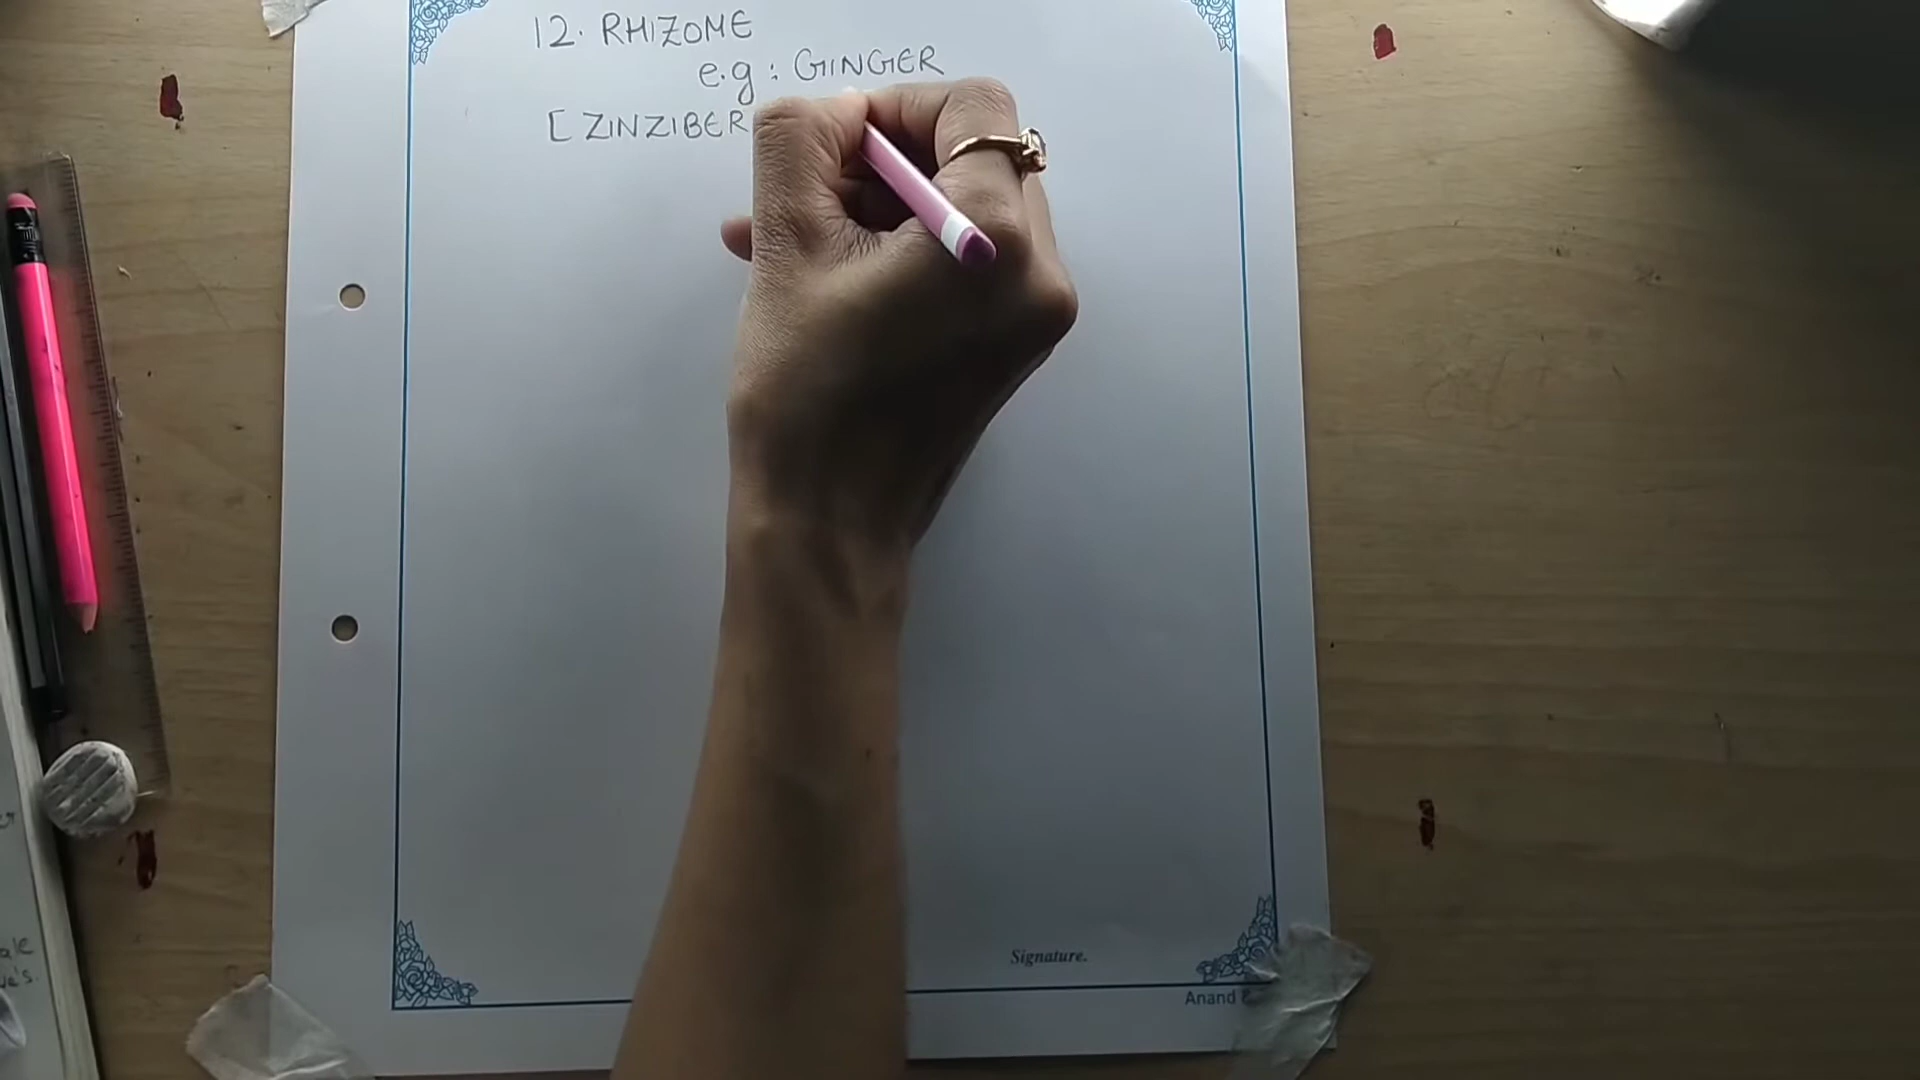 12. RHIZOME
e.g : GINGER
[ ZINZIBER
Signature.
Anand